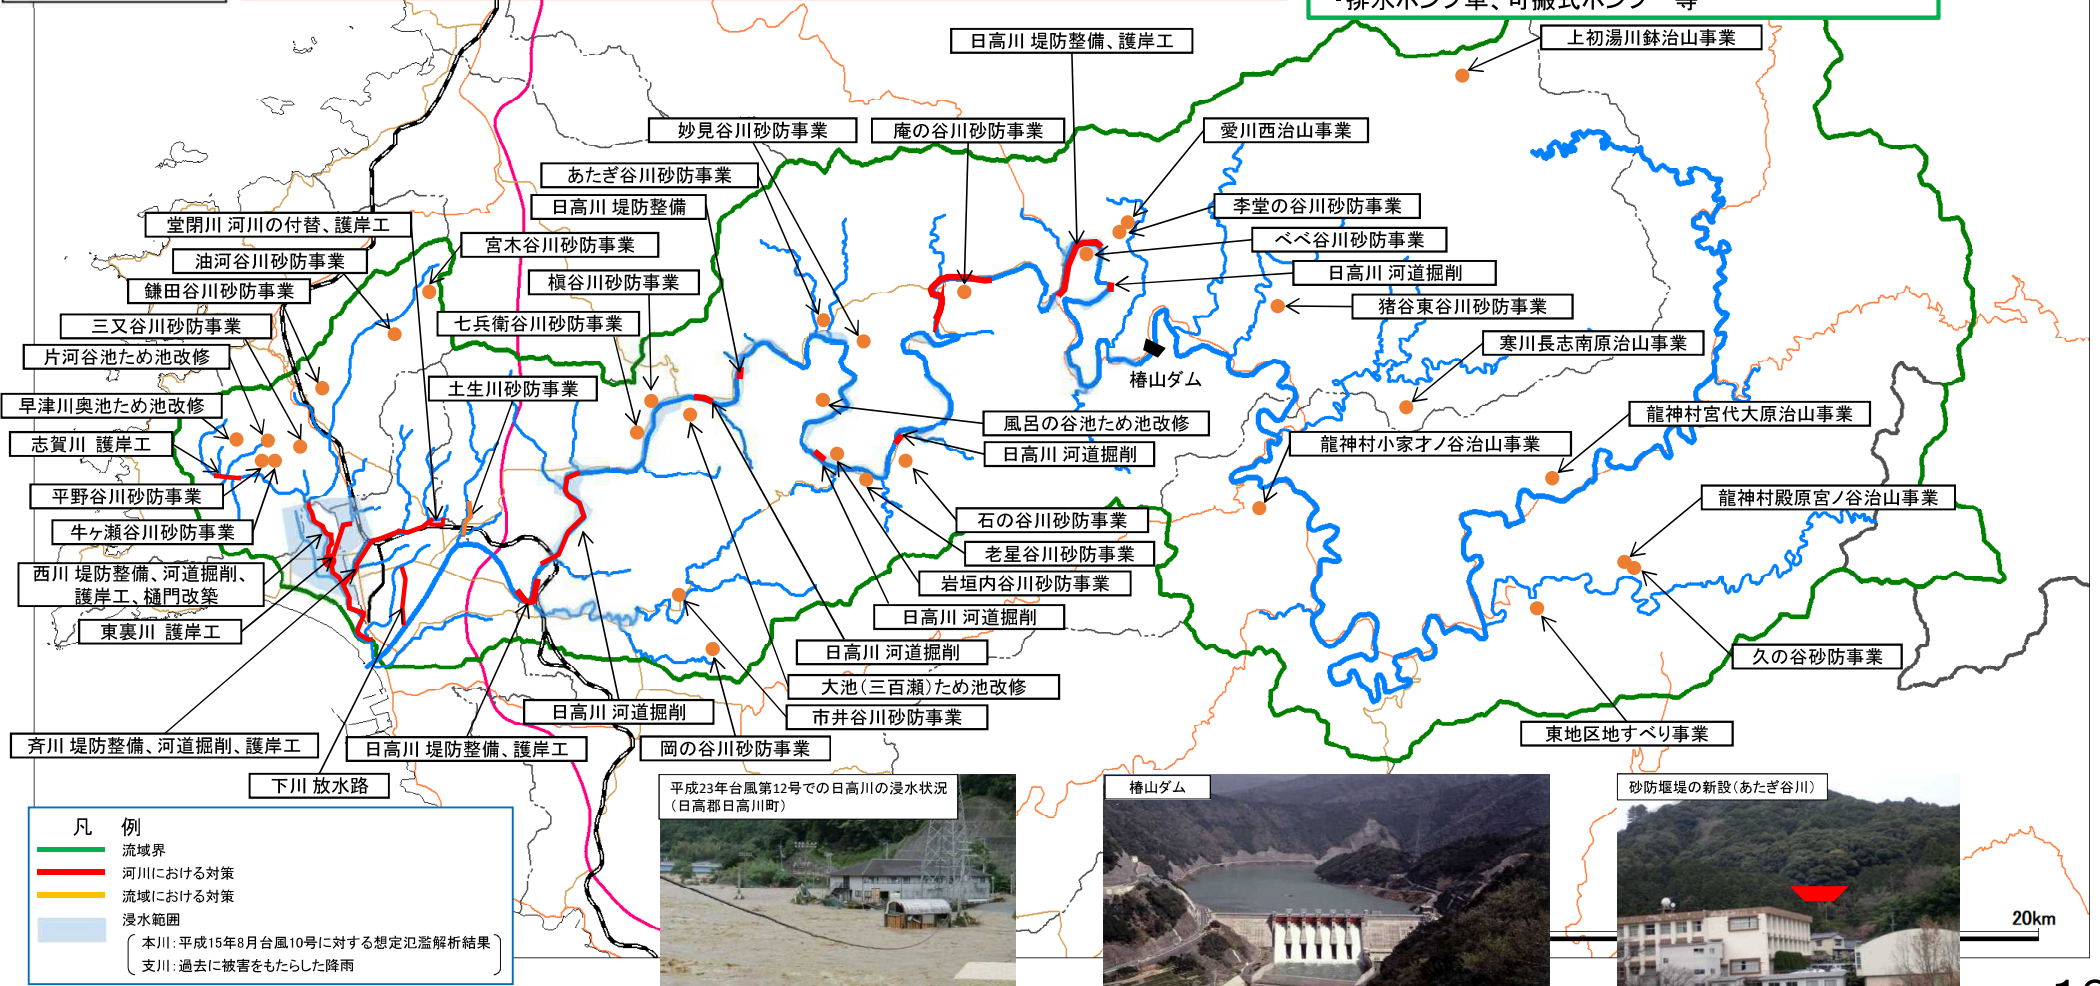 ・排水ポンプ車、可搬式ポンプ 等
日高川 堤防整備、護岸工
上初湯川鉢治山事業
妙見谷川砂防事業
庵の谷川砂防事業
愛川西治山事業
あたぎ谷川砂防事業
日高川 堤防整備
李堂の谷川砂防事業
堂閉川 河川の付替、護岸工
宮木谷川砂防事業
べべ谷川砂防事業
油河谷川砂防事業
槇谷川砂防事業
日高川 河道掘削
鎌田谷川砂防事業
猪谷東谷川砂防事業
三又谷川砂防事業
七兵衛谷川砂防事業
寒川長志南原治山事業
片河谷池ため池改修
椿山ダム
土生川砂防事業
早津川奥池ため池改修
龍神村宮代大原治山事業
風呂の谷池ため池改修
志賀川 護岸工
龍神村小家才ノ谷治山事業
日高川 河道掘削
平野谷川砂防事業
龍神村殿原宮ノ谷治山事業
牛ヶ瀬谷川砂防事業
石の谷川砂防事業
老星谷川砂防事業
西川 堤防整備、河道掘削、
護岸工、樋門改築
岩垣内谷川砂防事業
日高川 河道掘削
東裏川 護岸工
日高川 河道掘削
久の谷砂防事業
大池(三百瀬)ため池改修
日高川 河道掘削
市井谷川砂防事業
東地区地すべり事業
斉川 堤防整備、河道掘削、護岸工
日高川 堤防整備、護岸工
岡の谷川砂防事業
下川 放水路
平成23年台風第12号での日高川の浸水状況
(日高郡日高川町)
椿山ダム
砂防堰堤の新設(あたぎ谷川)
凡 例
流域界
河川における対策
流域における対策
浸水範囲
本川:平成15年8月台風10号に対する想定氾濫解析結果
支川:過去に被害をもたらした降雨
20km